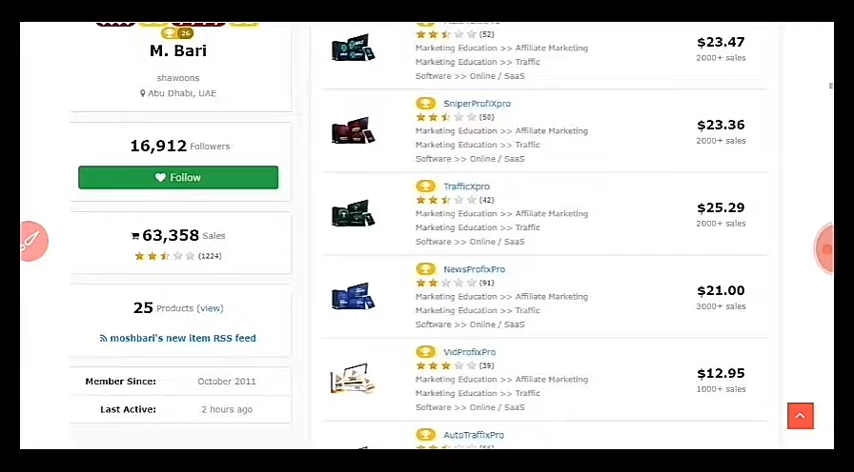 26
M. Bari
shawoons
Abu Dhabi, UAE
16,912 Followers
Follow
63,358 Sales
(1224)
25 Products (view)
moshbari's new item RSS feed
Member Since: October 2011
Last Active: 2 hours ago
(52)
Marketing Education >> Affiliate Marketing
Marketing Education >> Traffic
Software >> Online / SaaS
$23.47
2000+ sales
SniperProfiXpro
(50)
Marketing Education >> Affiliate Marketing
Marketing Education >> Traffic
Software >> Online / SaaS
$23.36
2000+ sales
TrafficXpro
(42)
Marketing Education >> Affiliate Marketing
Marketing Education >> Traffic
Software >> Online / SaaS
$25.29
2000+ sales
NewsProfixPro
(91)
Marketing Education >> Affiliate Marketing
Marketing Education >> Traffic
Software >> Online / SaaS
$21.00
3000+ sales
VidProfixPro
(39)
Marketing Education >> Affiliate Marketing
Marketing Education >> Traffic
Software >> Online / SaaS
$12.95
1000+ sales
AutoTraffixPro